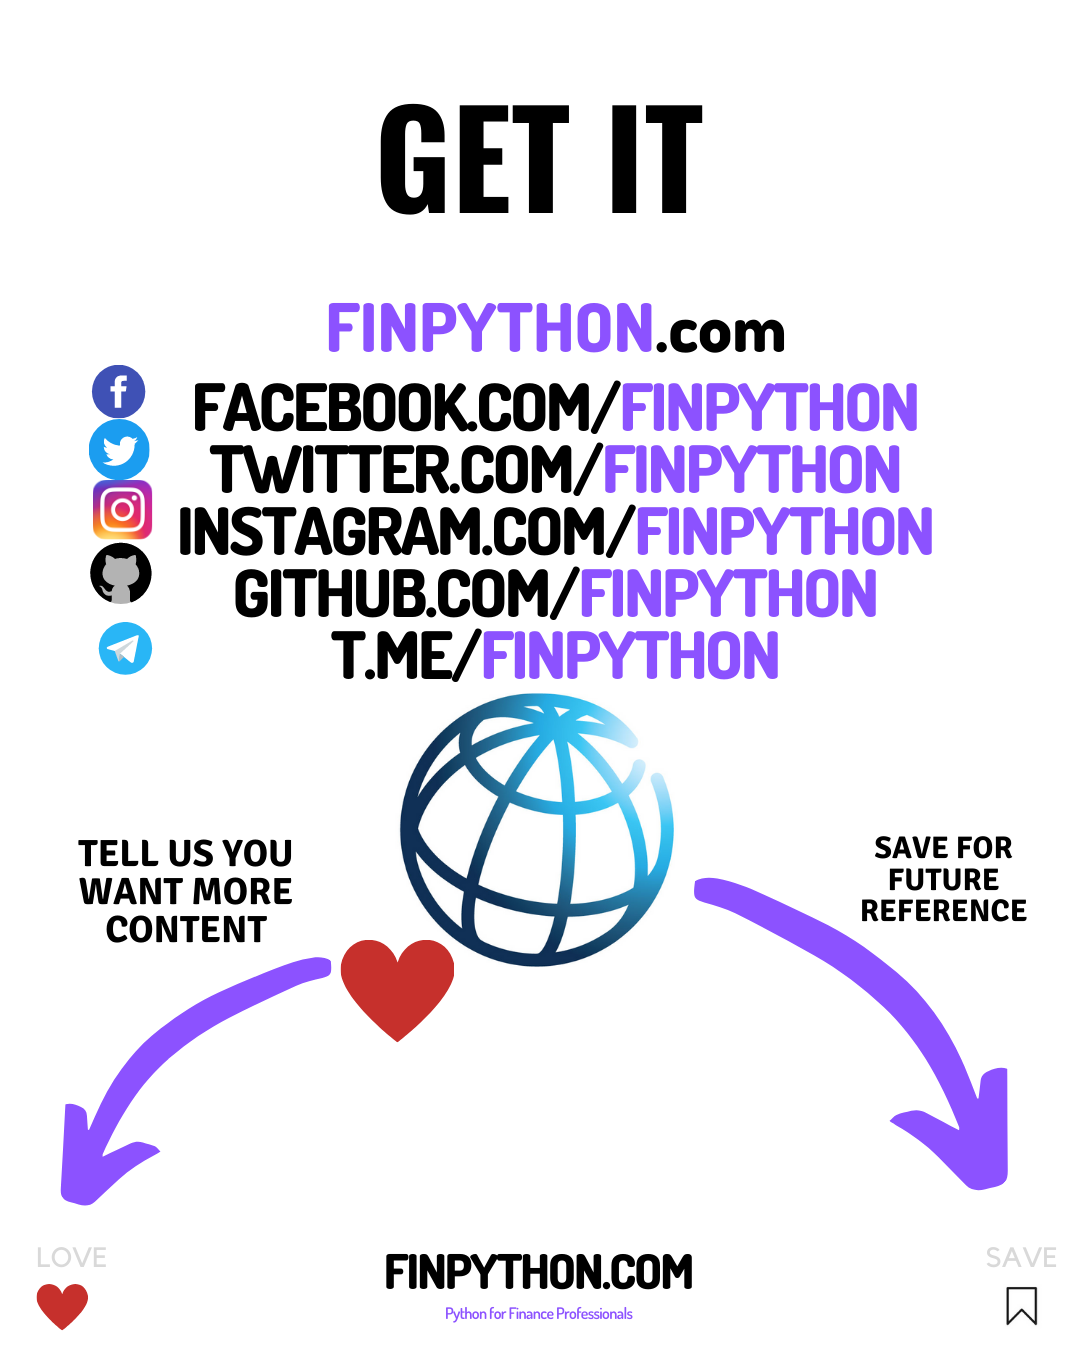 GET IT
FINPYTHON.com
FACEBOOK.COM/FINPYTHON
TWITTER.COM/FINPYTHON
INSTAGRAM.COM/FINPYTHON
GITHUB.COM/FINPYTHON
T.ME/FINPYTHON
TELL US YOU
WANT MORE
CONTENT
SAVE FOR
FUTURE
REFERENCE
LOVE
FINPYTHON.COM
Python for Finance Professionals
SAVE